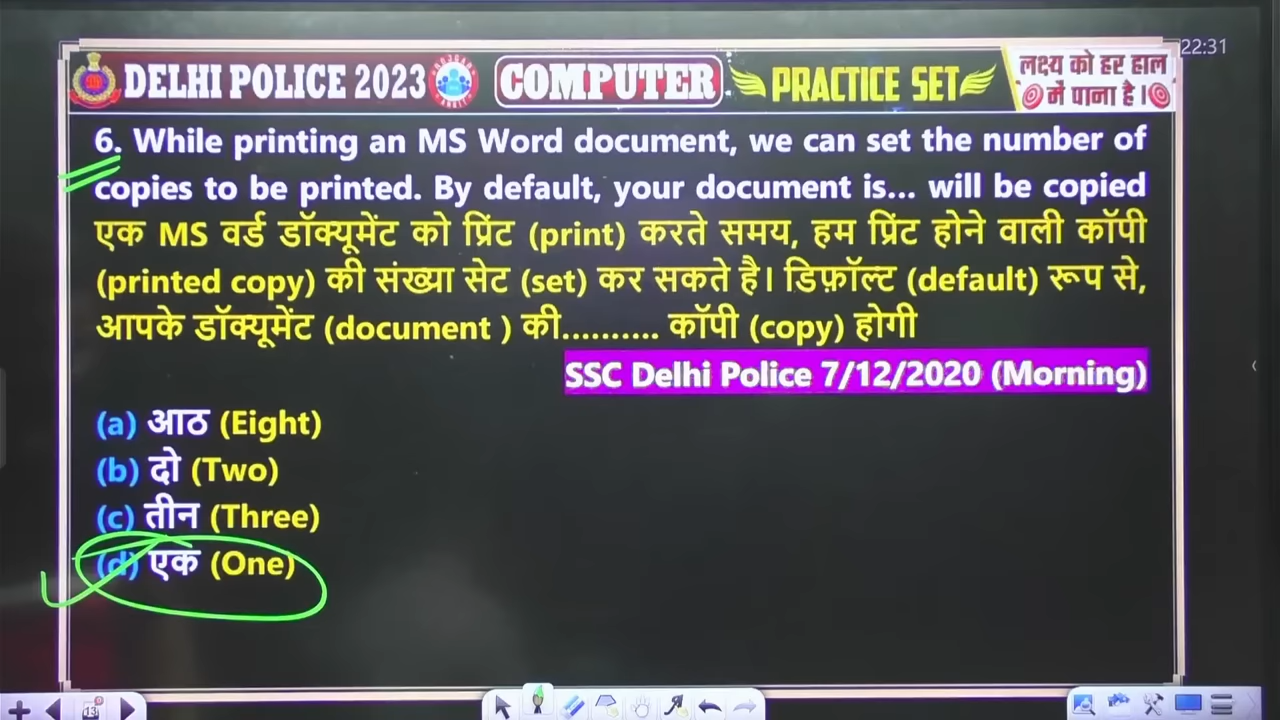 22:31
DELHI POLICE 2023 COMPUTER PRACTICE SET लक्ष्य को हर हाल
में पाना है।
6. While printing an MS Word document, we can set the number of
copies to be printed. By default, your document is... will be copied
एक MS वर्ड डॉक्यूमेंट को प्रिंट (print) करते समय, हम प्रिंट होने वाली कॉपी
(printed copy) की संख्या सेट (set) कर सकते है। डिफ़ॉल्ट (default) रूप से,
आपके डॉक्यूमेंट (document ) की.......... कॉपी (copy) होगी
SSC Delhi Police 7/12/2020 (Morning)
(a) आठ (Eight)
(b) दो (Two)
(c) तीन (Three)
(d) एक (One)
13